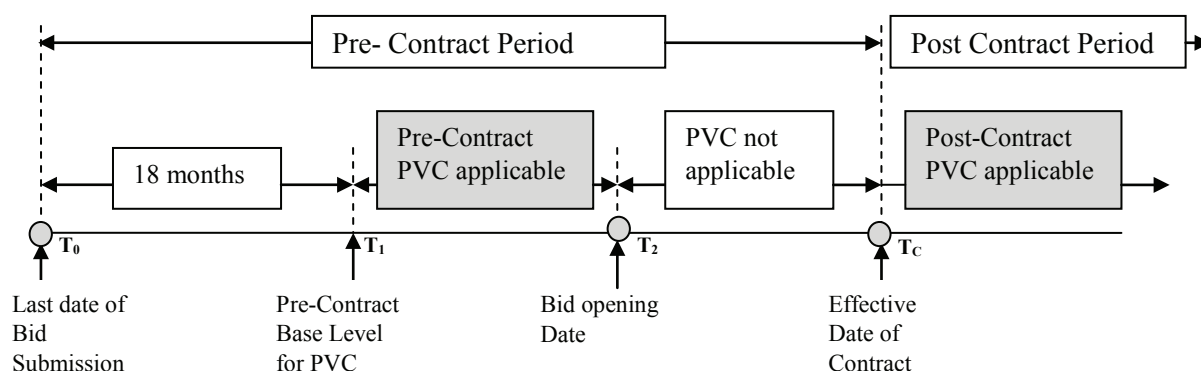 Pre- Contract Period
Post Contract Period
18 months
Pre-Contract
PVC applicable
PVC not
applicable
Post-Contract
PVC applicable
T0
T1
T2
TC
Last date of
Bid
Submission
Pre-Contract
Base Level
for PVC
Bid opening
Date
Effective
Date of
Contract